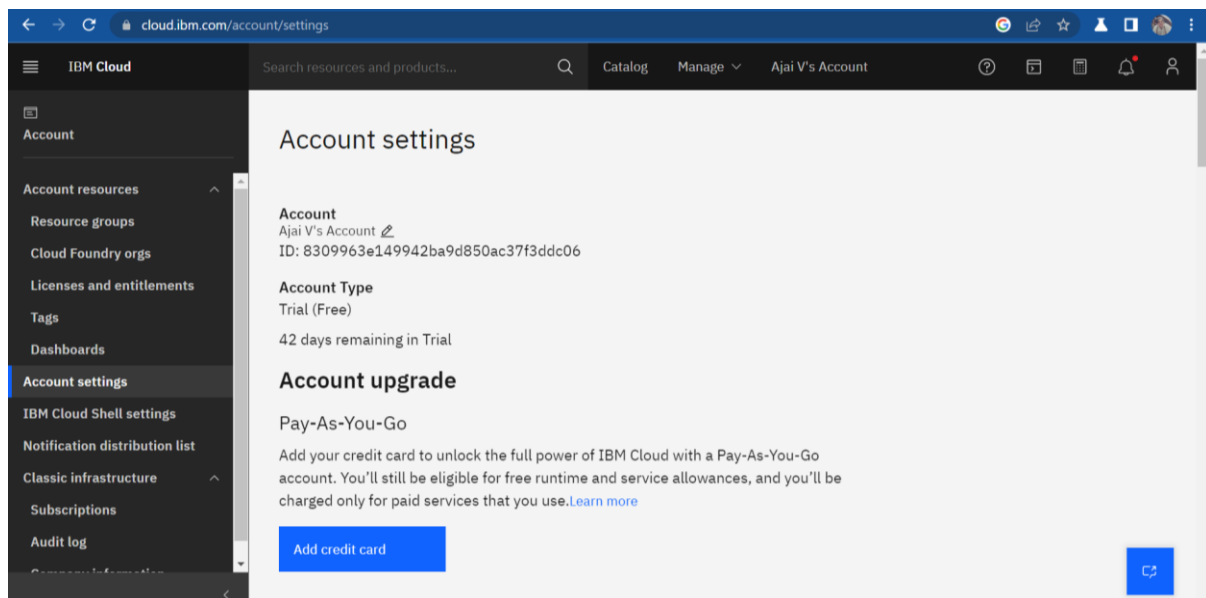 cloud.ibm.com/account/settings
IBM Cloud
Search resources and products...
Catalog
Manage
Ajai V's Account
Account
Account resources
Resource groups
Cloud Foundry orgs
Licenses and entitlements
Tags
Dashboards
Account settings
IBM Cloud Shell settings
Notification distribution list
Classic infrastructure
Subscriptions
Audit log
Company information
Account settings
Account
Ajai V's Account
ID: 8309963e149942ba9d850ac37f3ddc06
Account Type
Trial (Free)
42 days remaining in Trial
Account upgrade
Pay-As-You-Go
Add your credit card to unlock the full power of IBM Cloud with a Pay-As-You-Go
account. You’ll still be eligible for free runtime and service allowances, and you’ll be
charged only for paid services that you use.Learn more
Add credit card